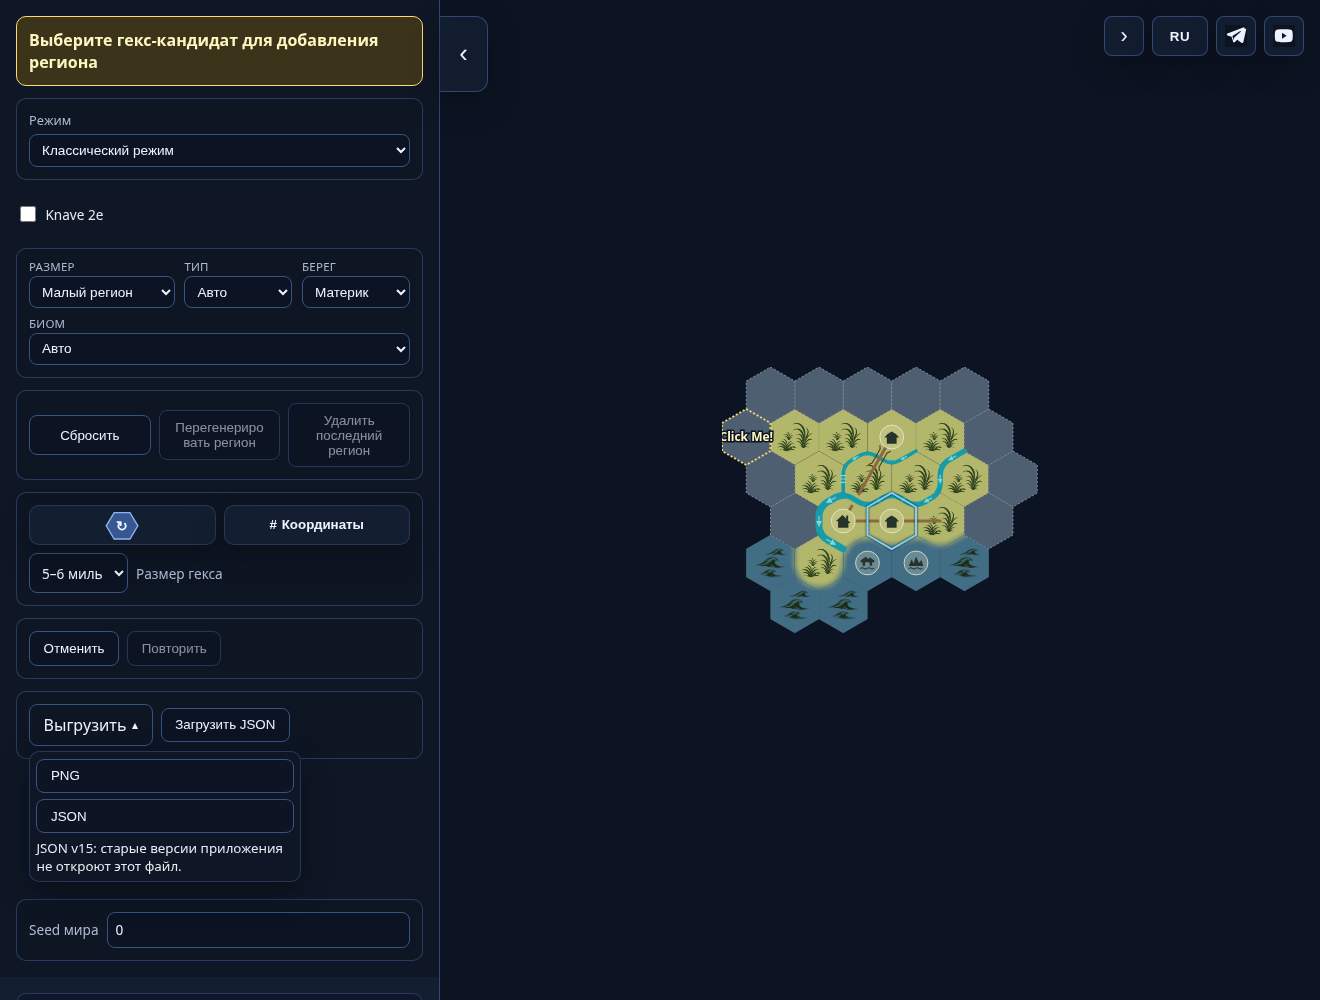 Выберите гекс-кандидат для добавления
региона
‹
›
RU
Режим
Классический режим
Knave 2e
РАЗМЕР
ТИП
БЕРЕГ
Малый регион
Авто
Материк
БИОМ
Авто
Сбросить
Перегенериро
вать регион
Удалить
последний
регион
↻
# Координаты
5–6 миль
Размер гекса
Отменить
Повторить
Выгрузить ▴
Загрузить JSON
PNG
JSON
JSON v15: старые версии приложения
не откроют этот файл.
Seed мира
0
Click Me!